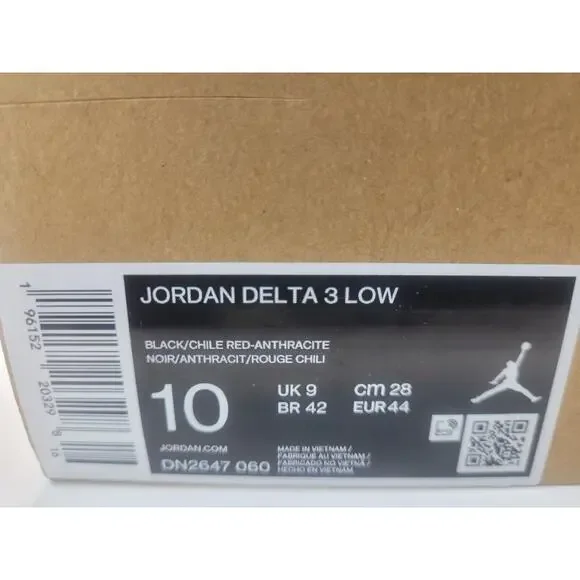 JORDAN DELTA 3 LOW
BLACK/CHILE RED-ANTHRACITE
NOIR/ANTHRACIT/ROUGE CHILI
10
UK 9 cm 28
BR 42 EUR 44
JORDAN.COM
DN2647 060
MADE IN VIETNAM /
FABRIQUE AU VIETNAM /
FABRICADO NO VIETNÃ /
HECHO EN VIETNAM
1 96152 20329 8